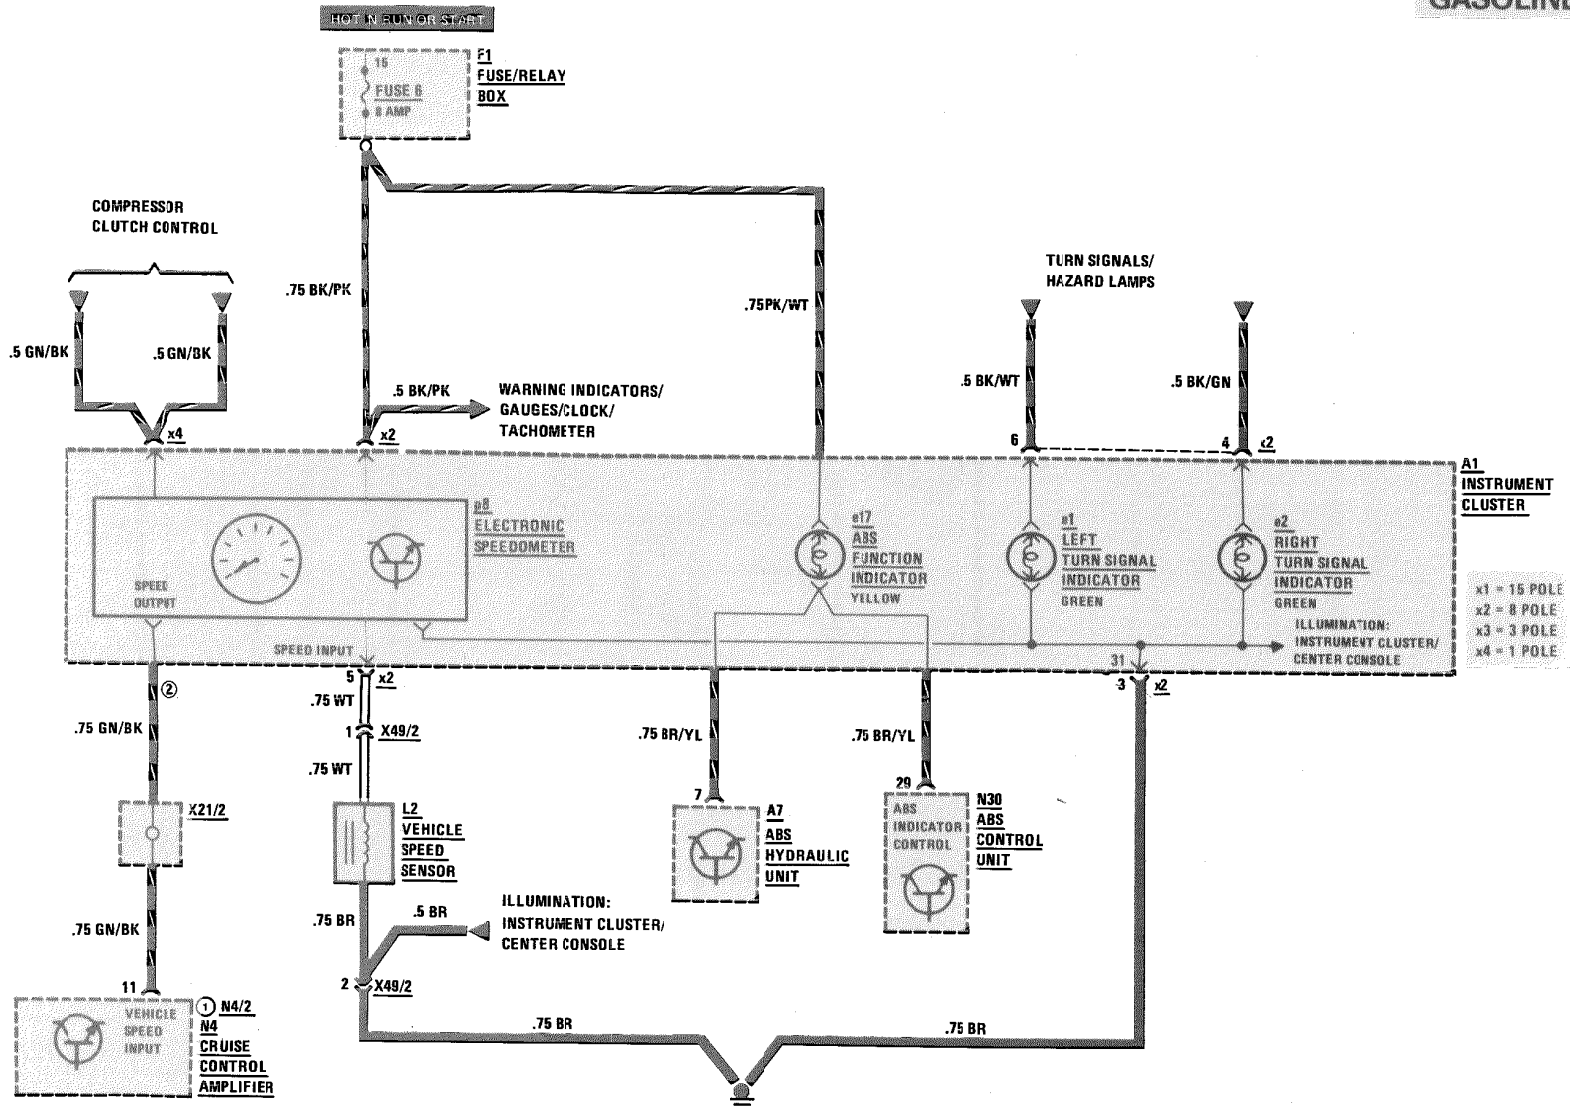 GASOLINE
HOT IN RUN OR START
15
FUSE 6
8 AMP
F1
FUSE/RELAY
BOX
COMPRESSOR
CLUTCH CONTROL
.5 GN/BK
.5 GN/BK
.75 BK/PK
.75PK/WT
TURN SIGNALS/
HAZARD LAMPS
.5 BK/WT
.5 BK/GN
.5 BK/PK
WARNING INDICATORS/
GAUGES/CLOCK/
TACHOMETER
x4
x2
6
4
x2
A1
INSTRUMENT
CLUSTER
p8
ELECTRONIC
SPEEDOMETER
SPEED
OUTPUT
SPEED INPUT
e17
ABS
FUNCTION
INDICATOR
YELLOW
e1
LEFT
TURN SIGNAL
INDICATOR
GREEN
e2
RIGHT
TURN SIGNAL
INDICATOR
GREEN
ILLUMINATION:
INSTRUMENT CLUSTER/
CENTER CONSOLE
31
x1 = 15 POLE
x2 = 8 POLE
x3 = 3 POLE
x4 = 1 POLE
2
5
x2
3
x2
.75 WT
.75 GN/BK
1
X49/2
.75 WT
.75 BR/YL
.75 BR/YL
X21/2
L2
VEHICLE
SPEED
SENSOR
7
A7
ABS
HYDRAULIC
UNIT
29
ABS
INDICATOR
CONTROL
N30
ABS
CONTROL
UNIT
.75 GN/BK
.75 BR
.5 BR
ILLUMINATION:
INSTRUMENT CLUSTER/
CENTER CONSOLE
2
X49/2
11
VEHICLE
SPEED
INPUT
1 N4/2
N4
CRUISE
CONTROL
AMPLIFIER
.75 BR
.75 BR